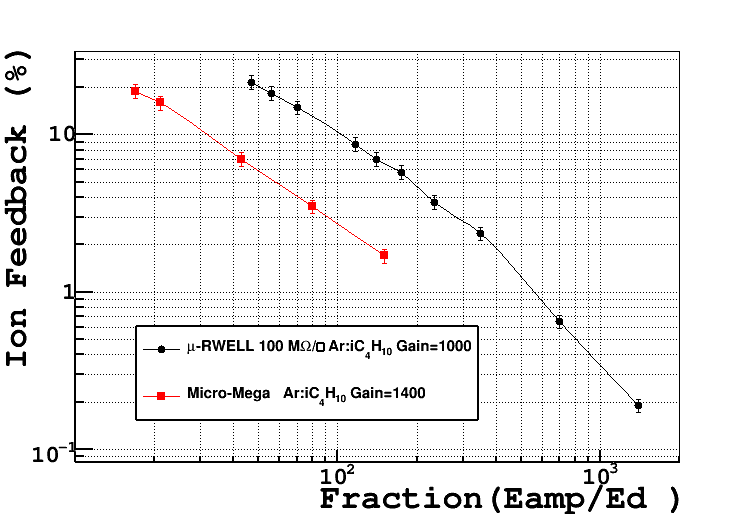 Ion Feedback (%)
10
1
10⁻¹
μ-RWELL 100 MΩ/□ Ar:iC₄H₁₀ Gain=1000
Micro-Mega Ar:iC₄H₁₀ Gain=1400
10² 10³
Fraction(Eamp/Ed )